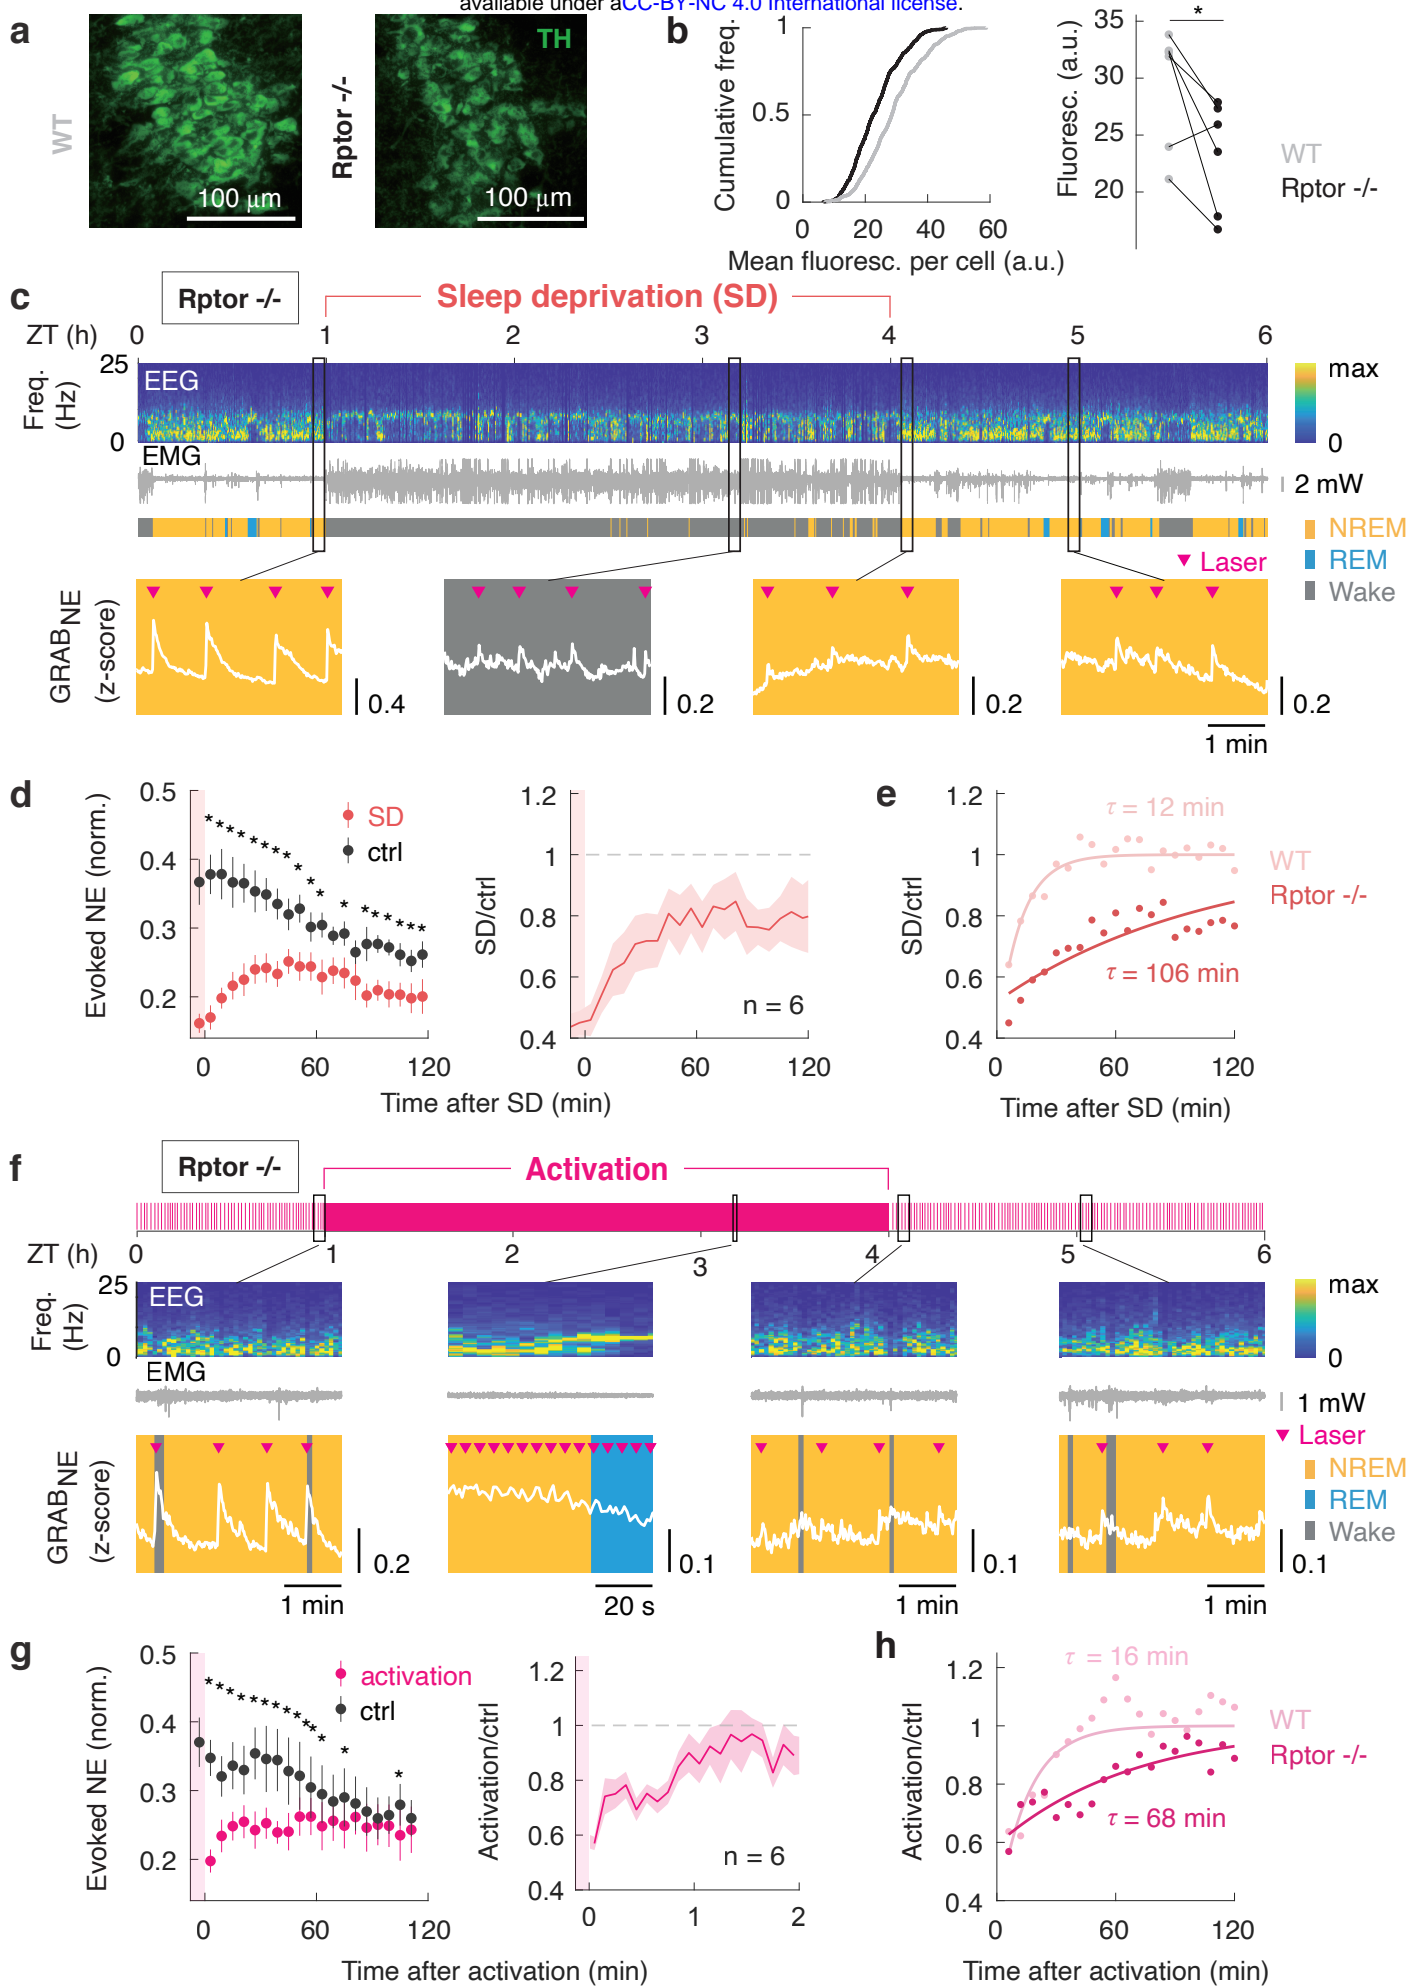 available under aCC-BY-NC 4.0 International license.
a
WT
100 μm
Rptor -/-
TH
100 μm
b
Cumulative freq.
1
0.5
0
0 20 40 60
Mean fluoresc. per cell (a.u.)
Fluoresc. (a.u.)
35
30
25
20
*
WT
Rptor -/-
c
Rptor -/-
Sleep deprivation (SD)
ZT (h)
0 1 2 3 4 5 6
Freq.
(Hz)
25
0
EEG
max
0
EMG
2 mW
NREM
REM
Wake
Laser
GRABNE
(z-score)
0.4
0.2
0.2
0.2
1 min
d
Evoked NE (norm.)
0.5
0.4
0.3
0.2
* * * * * * * * * * * * * * * * * *
SD
ctrl
0 60 120
SD/ctrl
1.2
1
0.8
0.6
0.4
n = 6
0 60 120
Time after SD (min)
e
SD/ctrl
1.2
1
0.8
0.6
0.4
τ = 12 min
WT
Rptor -/-
τ = 106 min
0 60 120
Time after SD (min)
f
Rptor -/-
Activation
ZT (h)
0 1 2 3 4 5 6
Freq.
(Hz)
25
0
EEG
max
0
EMG
1 mW
Laser
NREM
REM
Wake
GRABNE
(z-score)
0.2
0.1
0.1
0.1
1 min
20 s
1 min
1 min
g
Evoked NE (norm.)
0.5
0.4
0.3
0.2
* * * * * * * * * * * * * *
activation
ctrl
0 60 120
Activation/ctrl
1.2
1
0.8
0.6
0.4
n = 6
0 1 2
Time after activation (min)
h
Activation/ctrl
1.2
1
0.8
0.6
0.4
τ = 16 min
WT
Rptor -/-
τ = 68 min
0 60 120
Time after activation (min)